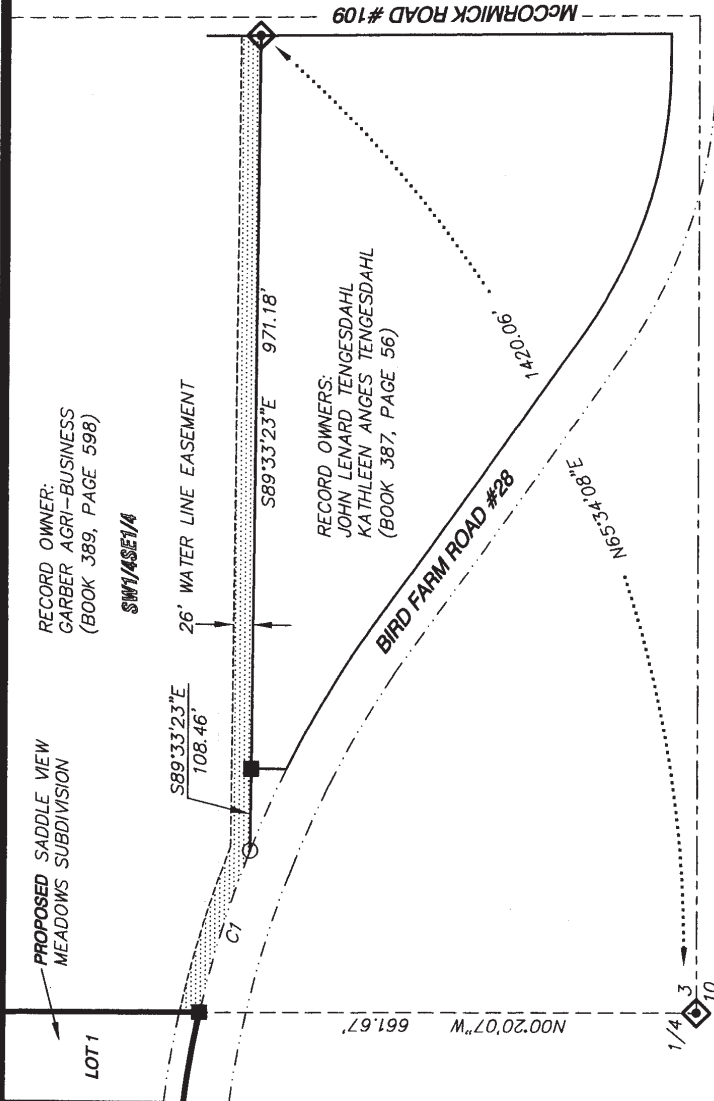 McCORMICK ROAD #109
RECORD OWNER:
GARBER AGRI-BUSINESS
(BOOK 389, PAGE 598)
SW1/4SE1/4
PROPOSED SADDLE VIEW
MEADOWS SUBDIVISION
LOT 1
26' WATER LINE EASEMENT
S89°33'23"E 971.18'
S89°33'23"E
108.46'
RECORD OWNERS:
JOHN LENARD TENGESDAHL
KATHLEEN ANGES TENGESDAHL
(BOOK 387, PAGE 56)
C1
BIRD FARM ROAD #28
1420.06'
N65°34'08"E
N00°20'07"W 661.67'
1/4
3
10